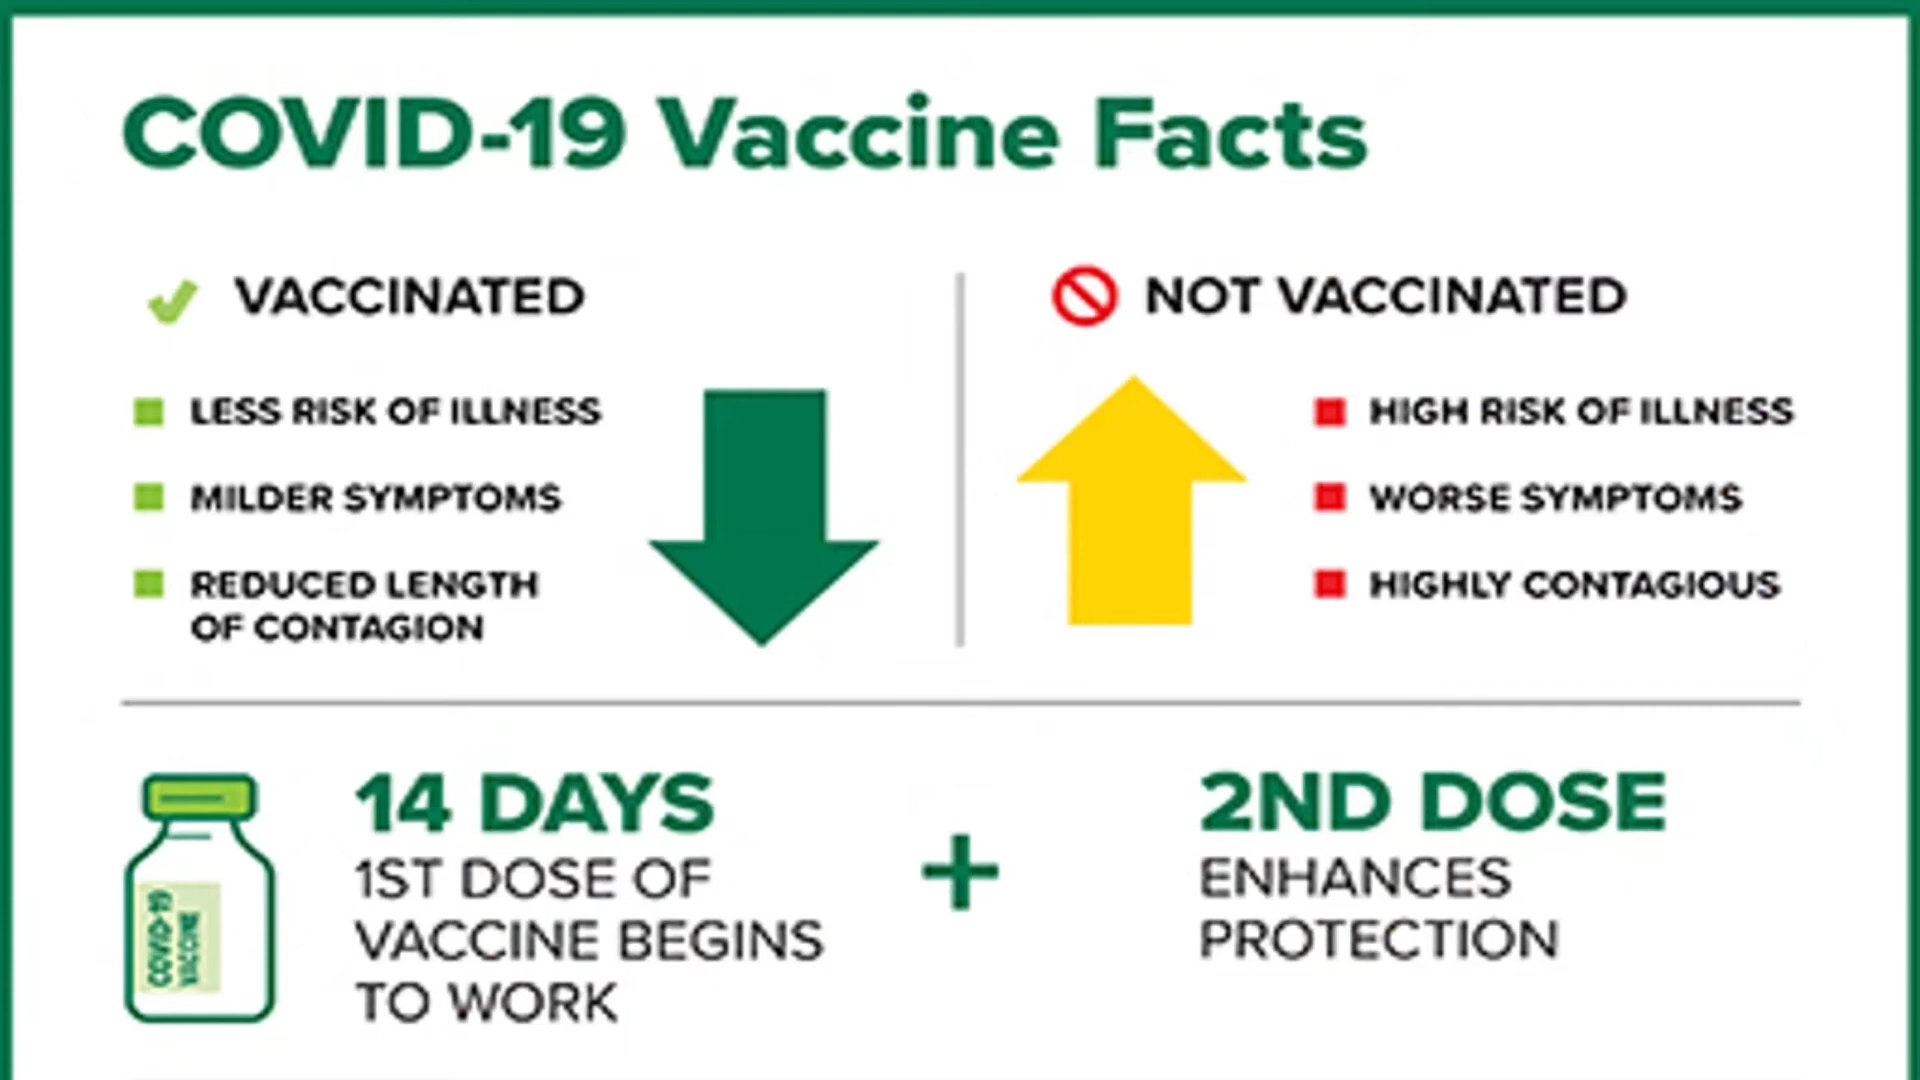 COVID-19 Vaccine Facts
VACCINATED
LESS RISK OF ILLNESS
MILDER SYMPTOMS
REDUCED LENGTH
OF CONTAGION
NOT VACCINATED
HIGH RISK OF ILLNESS
WORSE SYMPTOMS
HIGHLY CONTAGIOUS
COVID-19
VACCINE
14 DAYS
1ST DOSE OF
VACCINE BEGINS
TO WORK
+
2ND DOSE
ENHANCES
PROTECTION